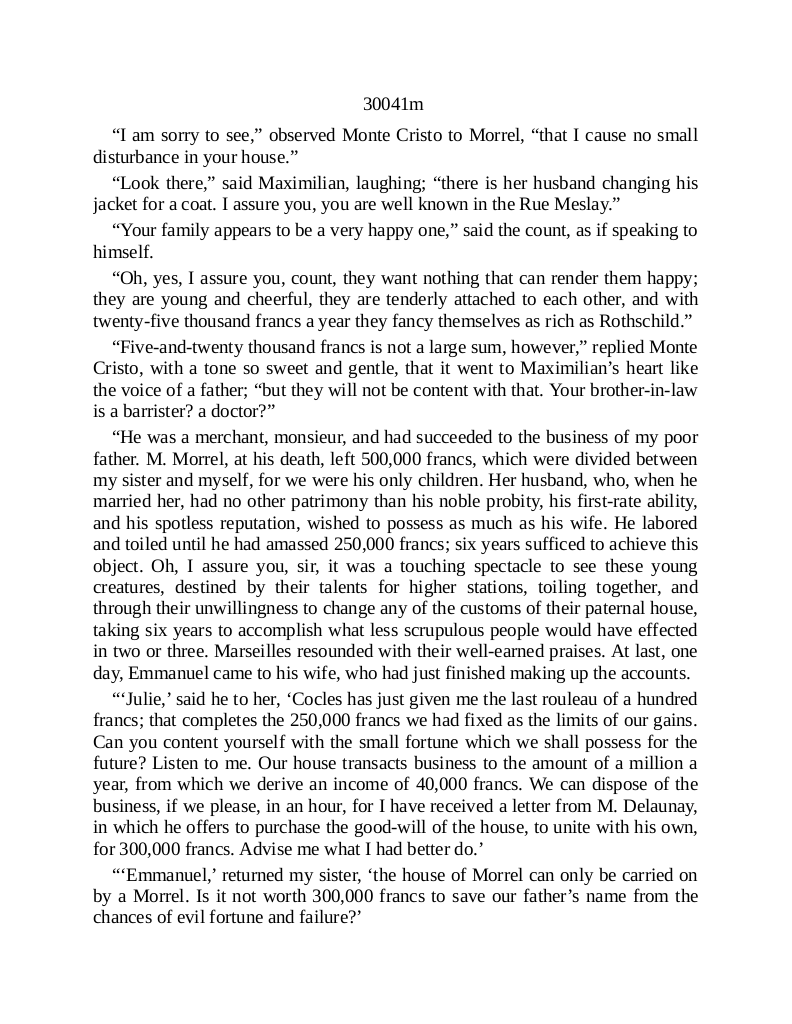 30041m
“I am sorry to see,” observed Monte Cristo to Morrel, “that I cause no small
disturbance in your house.”
“Look there,” said Maximilian, laughing; “there is her husband changing his
jacket for a coat. I assure you, you are well known in the Rue Meslay.”
“Your family appears to be a very happy one,” said the count, as if speaking to
himself.
“Oh, yes, I assure you, count, they want nothing that can render them happy;
they are young and cheerful, they are tenderly attached to each other, and with
twenty-five thousand francs a year they fancy themselves as rich as Rothschild.”
“Five-and-twenty thousand francs is not a large sum, however,” replied Monte
Cristo, with a tone so sweet and gentle, that it went to Maximilian’s heart like
the voice of a father; “but they will not be content with that. Your brother-in-law
is a barrister? a doctor?”
“He was a merchant, monsieur, and had succeeded to the business of my poor
father. M. Morrel, at his death, left 500,000 francs, which were divided between
my sister and myself, for we were his only children. Her husband, who, when he
married her, had no other patrimony than his noble probity, his first-rate ability,
and his spotless reputation, wished to possess as much as his wife. He labored
and toiled until he had amassed 250,000 francs; six years sufficed to achieve this
object. Oh, I assure you, sir, it was a touching spectacle to see these young
creatures, destined by their talents for higher stations, toiling together, and
through their unwillingness to change any of the customs of their paternal house,
taking six years to accomplish what less scrupulous people would have effected
in two or three. Marseilles resounded with their well-earned praises. At last, one
day, Emmanuel came to his wife, who had just finished making up the accounts.
“‘Julie,’ said he to her, ‘Cocles has just given me the last rouleau of a hundred
francs; that completes the 250,000 francs we had fixed as the limits of our gains.
Can you content yourself with the small fortune which we shall possess for the
future? Listen to me. Our house transacts business to the amount of a million a
year, from which we derive an income of 40,000 francs. We can dispose of the
business, if we please, in an hour, for I have received a letter from M. Delaunay,
in which he offers to purchase the good-will of the house, to unite with his own,
for 300,000 francs. Advise me what I had better do.’
“‘Emmanuel,’ returned my sister, ‘the house of Morrel can only be carried on
by a Morrel. Is it not worth 300,000 francs to save our father’s name from the
chances of evil fortune and failure?’